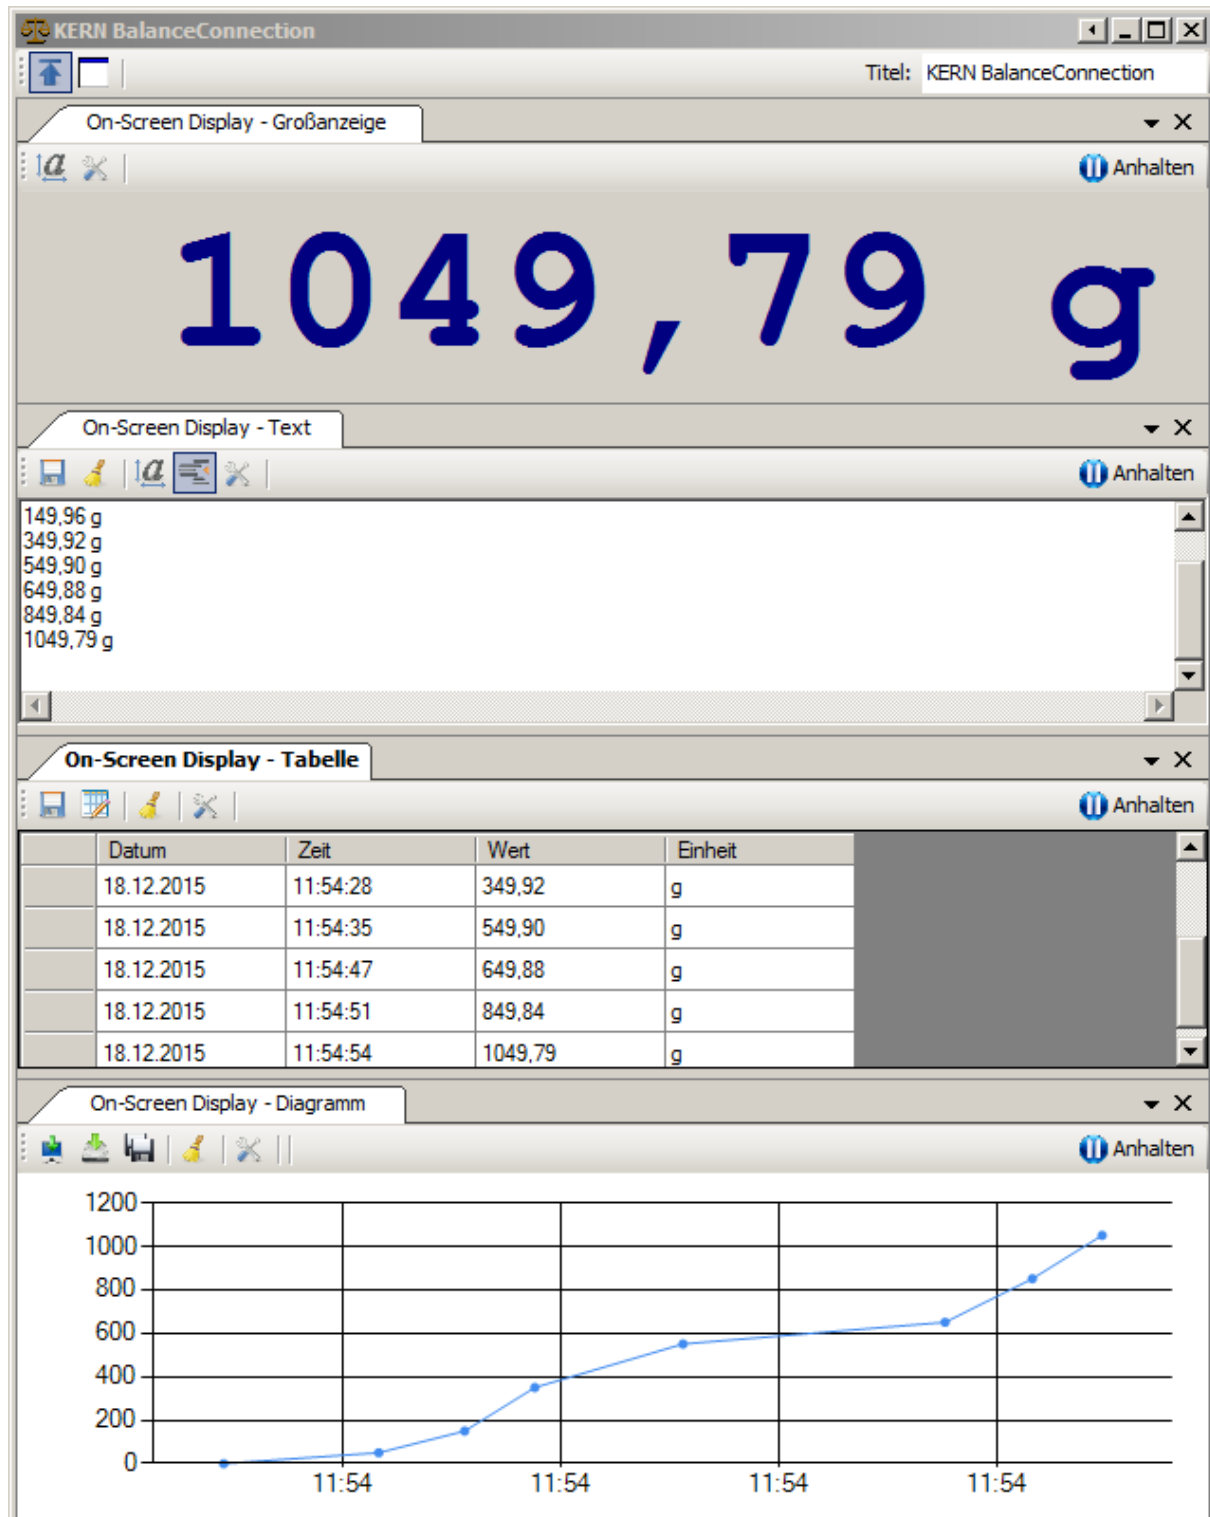 KERN BalanceConnection
Titel: KERN BalanceConnection
On-Screen Display - Großanzeige
Anhalten
1049,79 g
On-Screen Display - Text
Anhalten
149,96 g
349,92 g
549,90 g
649,88 g
849,84 g
1049,79 g
On-Screen Display - Tabelle
Anhalten
Datum Zeit Wert Einheit
18.12.2015 11:54:28 349,92 g
18.12.2015 11:54:35 549,90 g
18.12.2015 11:54:47 649,88 g
18.12.2015 11:54:51 849,84 g
18.12.2015 11:54:54 1049,79 g
On-Screen Display - Diagramm
Anhalten
1200
1000
800
600
400
200
0
11:54 11:54 11:54 11:54